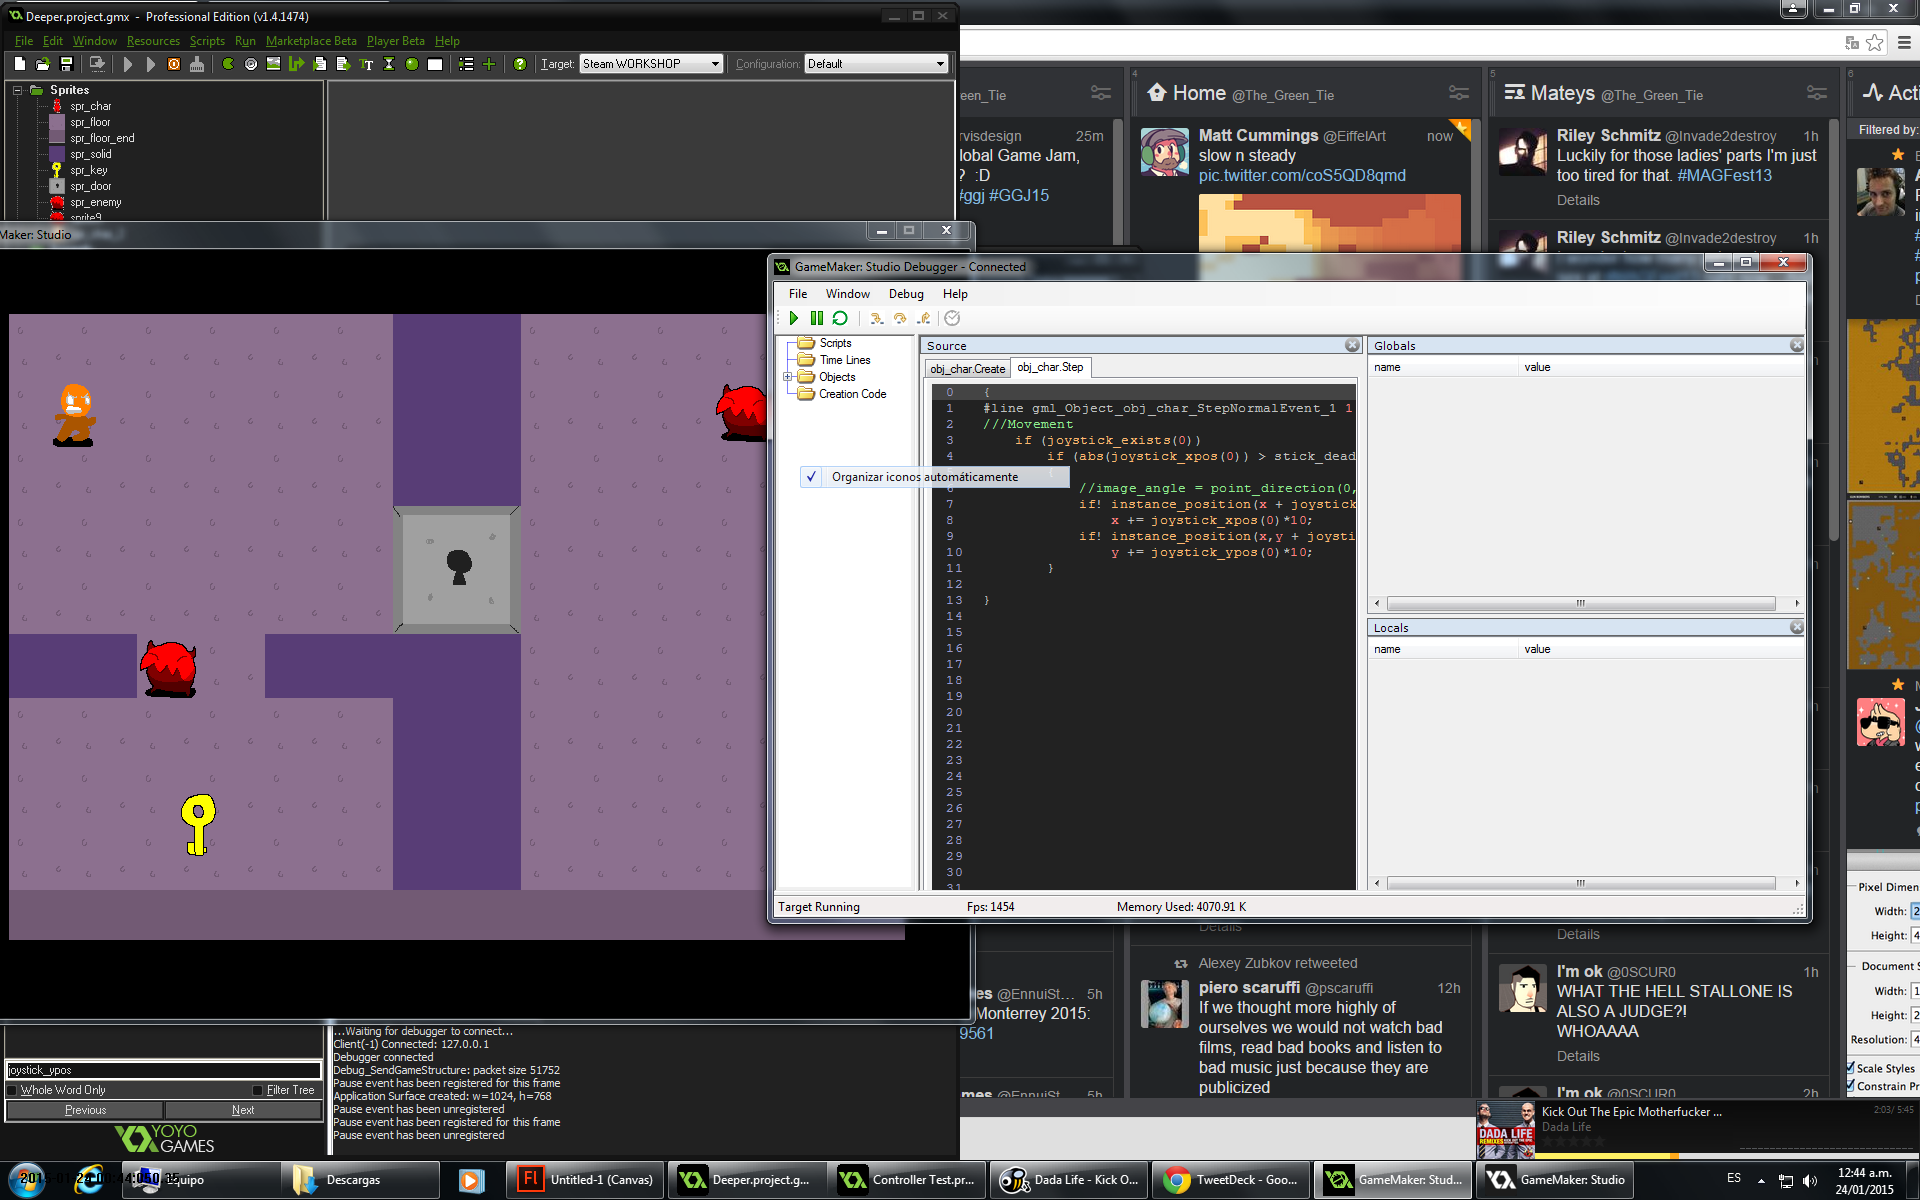 Deeper.project.gmx - Professional Edition (v1.4.1474)
File Edit Window Resources Scripts Run Marketplace Beta Player Beta Help
Target: Steam WORKSHOP Configuration: Default
Sprites
spr_char
spr_floor
spr_floor_end
spr_solid
spr_key
spr_door
spr_enemy
sprite9
Maker: Studio
een_Tie
rvisdesign 25m
lobal Game Jam,
? :D
#ggj #GGJ15
4
Home @The_Green_Tie
Matt Cummings @EiffelArt now
slow n steady
pic.twitter.com/coS5QD8qmd
5
Mateys @The_Green_Tie
Riley Schmitz @Invade2destroy 1h
Luckily for those ladies' parts I'm just
too tired for that. #MAGFest13
Details
Riley Schmitz @Invade2destroy 1h
6
Acti
Filtered by:
GameMaker: Studio Debugger - Connected
File Window Debug Help
Scripts
Time Lines
Objects
Creation Code
Organizar iconos automáticamente
Source
obj_char.Create obj_char.Step
0 {
1 #line gml_Object_obj_char_StepNormalEvent_1 1
2 ///Movement
3 if (joystick_exists(0))
4 if (abs(joystick_xpos(0)) > stick_dead
6 //image_angle = point_direction(0,
7 if! instance_position(x + joystick
8 x += joystick_xpos(0)*10;
9 if! instance_position(x,y + joysti
10 y += joystick_ypos(0)*10;
11 }
12
13 }
14
15
16
17
18
19
20
21
22
23
24
25
26
27
28
29
30
31
Globals
name value
Locals
name value
Target Running Fps: 1454 Memory Used: 4070.91 K
Details
Alexey Zubkov retweeted
piero scaruffi @pscaruffi 12h
If we thought more highly of
ourselves we would not watch bad
films, read bad books and listen to
bad music just because they are
publicized
es @EnnuiSt... 5h
Monterrey 2015:
9561
mes @EnnuiSt... 5h
Details
I'm ok @0SCUR0 1h
WHAT THE HELL STALLONE IS
ALSO A JUDGE?!
WHOAAAA
Details
I'm ok @0SCUR0 2h
Pixel Dimen
Width: 2
Height: 4
Document S
Width: 1
Height: 2
Resolution: 4
Scale Styles
Constrain Pr
...Waiting for debugger to connect...
Client(-1) Connected: 127.0.0.1
Debugger connected
Debug_SendGameStructure: packet size 51752
Pause event has been registered for this frame
Application Surface created: w=1024, h=768
Pause event has been unregistered
Pause event has been registered for this frame
Pause event has been unregistered
joystick_ypos
Whole Word Only Filter Tree
Previous Next
YOYO
GAMES
DADA LIFE
Kick Out The Epic Motherfucker ...
Dada Life
2:03/ 5:45
Equipo
Descargas
Untitled-1 (Canvas)
Deeper.project.g...
Controller Test.pr...
Dada Life - Kick O...
TweetDeck - Goo...
GameMaker: Stud...
GameMaker: Studio
ES
12:44 a.m.
24/01/2015